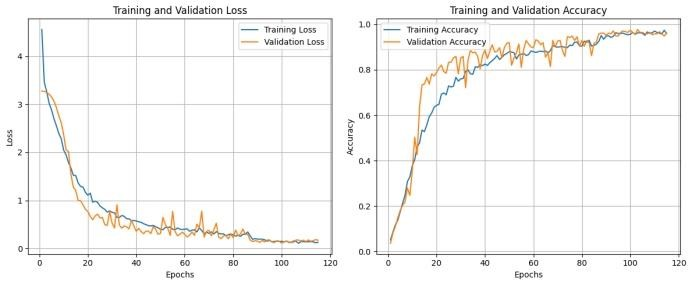 Training and Validation Loss
Training Loss
Validation Loss
4
3
2
1
0
Loss
0
20
40
60
80
100
120
Epochs
Training and Validation Accuracy
Training Accuracy
Validation Accuracy
1.0
0.8
0.6
0.4
0.2
0.0
Accuracy
0
20
40
60
80
100
120
Epochs